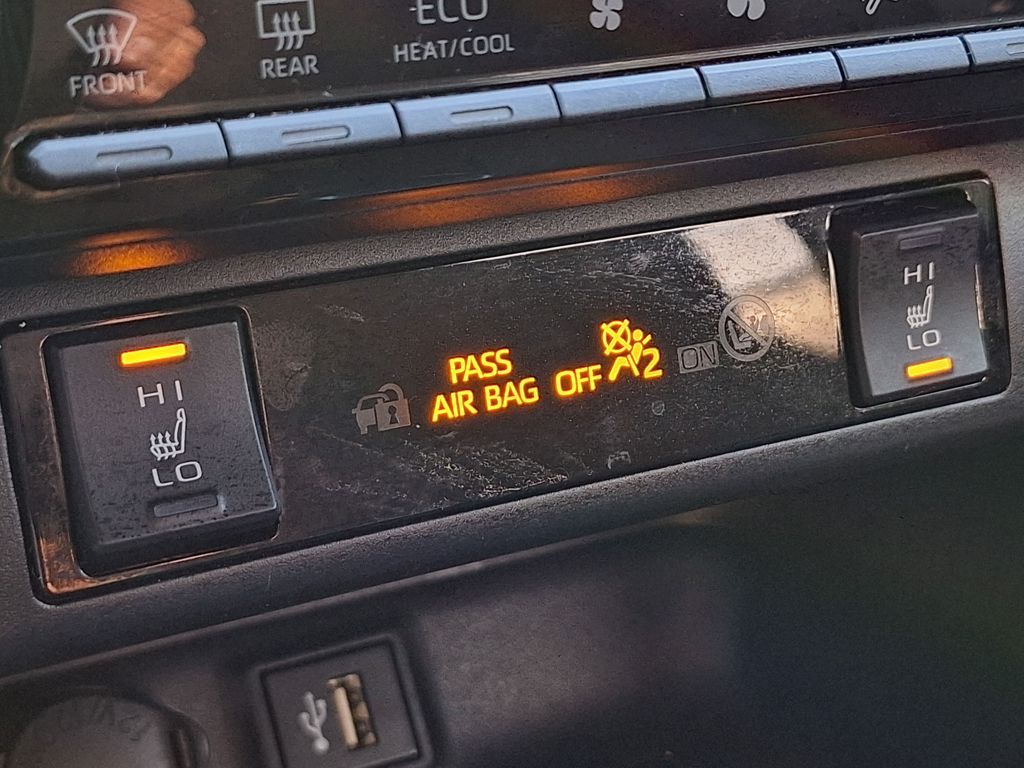 FRONT
REAR
ECO
HEAT/COOL
HI
LO
PASS
AIR BAG OFF
2
ON
HI
LO